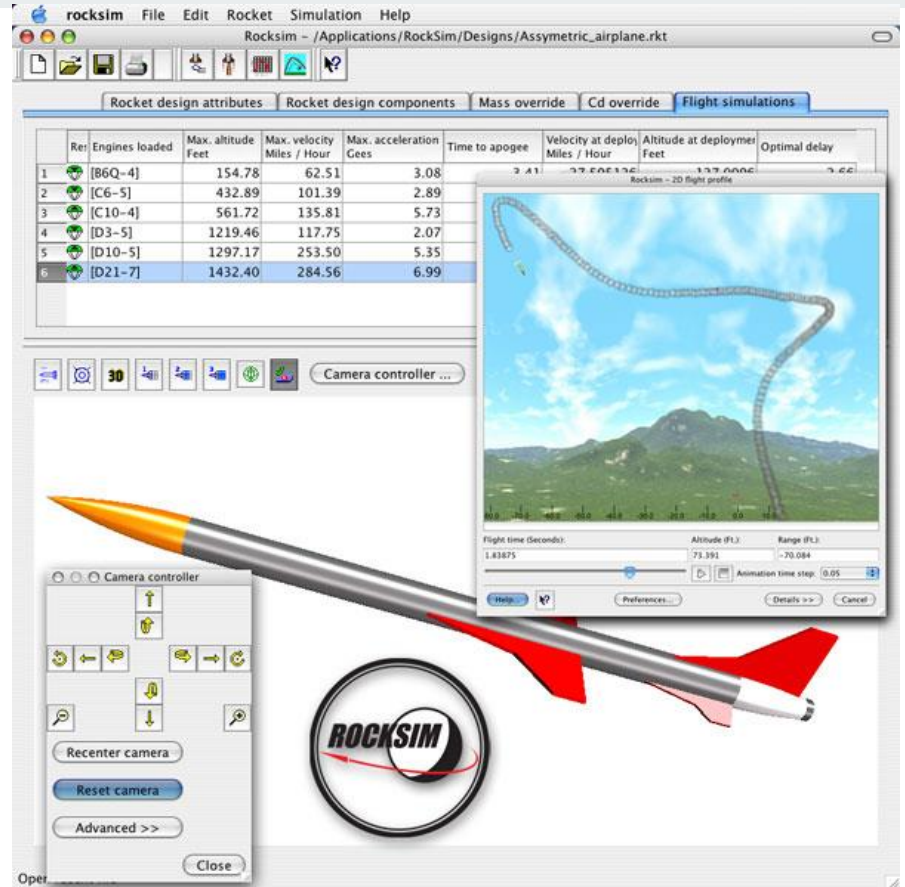 rocksim File Edit Rocket Simulation Help
Rocksim - /Applications/RockSim/Designs/Assymetric_airplane.rkt
Rocket design attributes Rocket design components Mass override Cd override Flight simulations
Res Engines loaded Max. altitude Feet Max. velocity Miles / Hour Max. acceleration Gees Time to apogee Velocity at deploy Miles / Hour Altitude at deployme Feet Optimal delay
1 [B6Q-4] 154.78 62.51 3.08 3.41
2 [C6-5] 432.89 101.39 2.89
3 [C10-4] 561.72 135.81 5.73
4 [D3-5] 1219.46 117.75 2.07
5 [D10-5] 1297.17 253.50 5.35
6 [D21-7] 1432.40 284.56 6.99
Rocksim - 2D flight profile
3D Camera controller ...
Flight time (Seconds): Altitude (Ft.): Range (Ft.):
1.83875 73.391 -70.084
Animation time step: 0.05
Help... Preferences... Details >> Cancel
Camera controller
Recenter camera
Reset camera
Advanced >>
Close
ROCKSIM